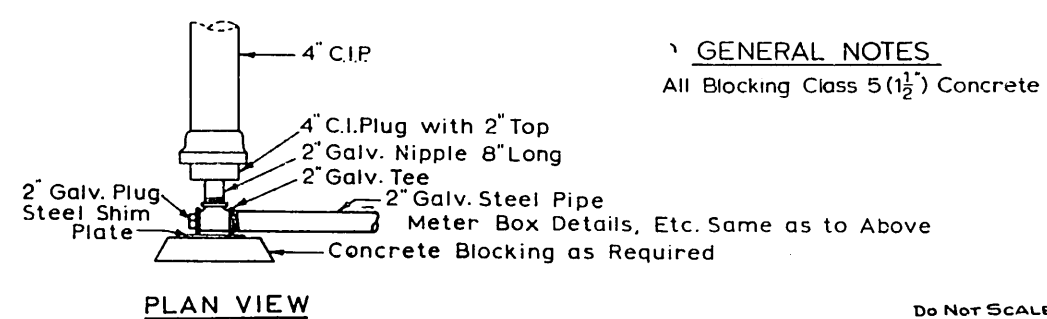 4" C.I.P.
GENERAL NOTES
All Blocking Class 5 (1 1/2") Concrete
4" C.I. Plug with 2" Top
2" Galv. Nipple 8" Long
2" Galv. Tee
2" Galv. Plug
2" Galv. Steel Pipe
Steel Shim
Plate
Meter Box Details, Etc. Same as to Above
Concrete Blocking as Required
PLAN VIEW
DO NOT SCALE